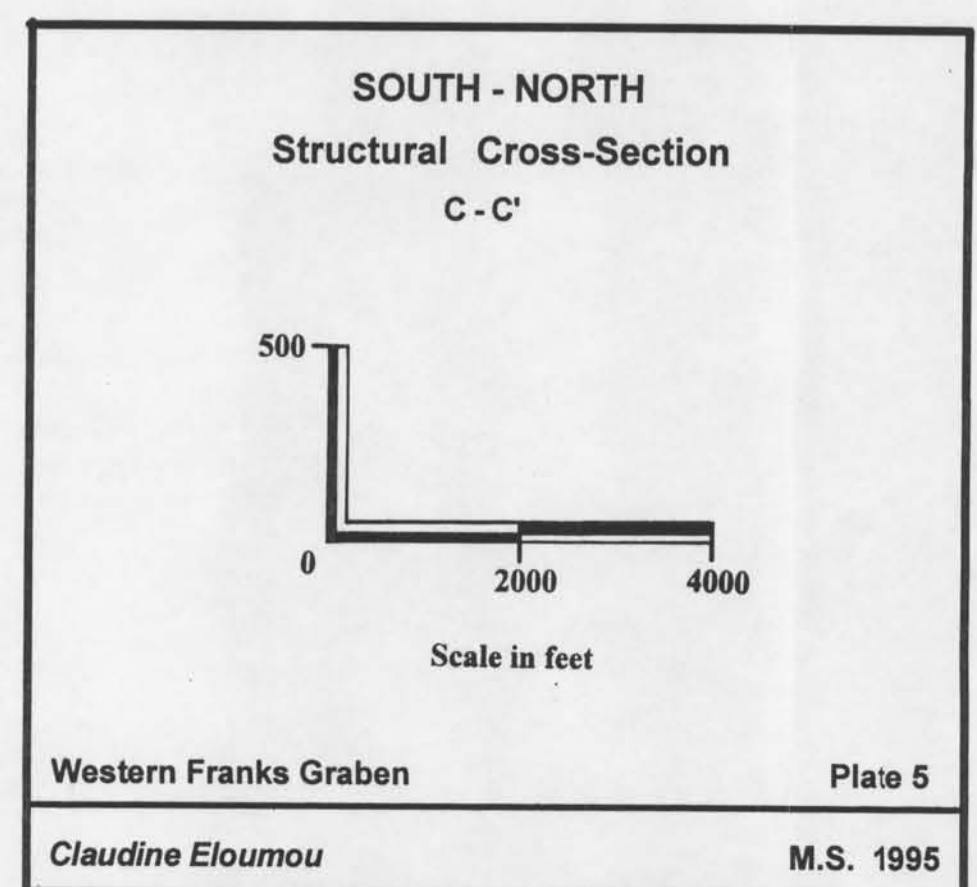 SOUTH - NORTH
Structural Cross-Section
C - C'
500
0
2000
4000
Scale in feet
Western Franks Graben
Plate 5
Claudine Eloumou
M.S. 1995